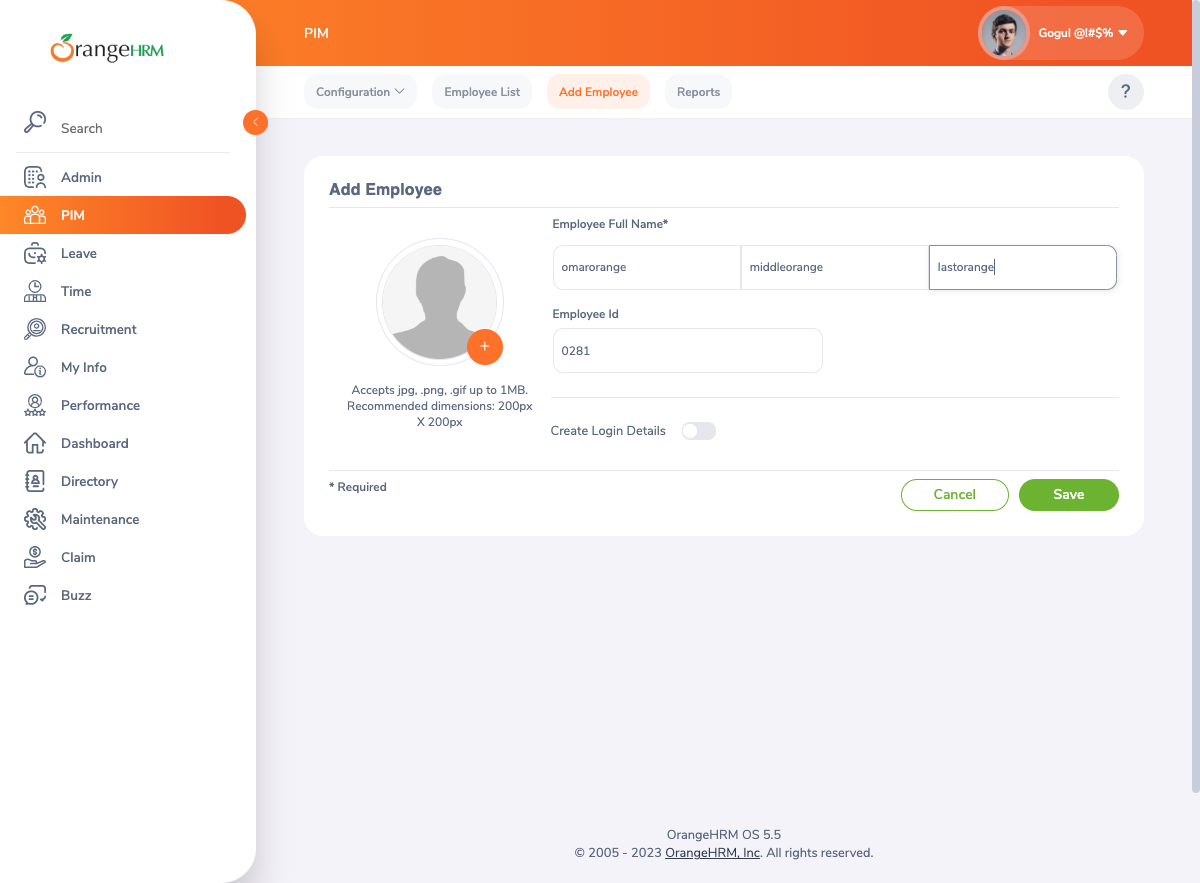 OrangeHRM
PIM
Gogul @!#$%
Configuration
Employee List
Add Employee
Reports
?
Search
Admin
PIM
Leave
Time
Recruitment
My Info
Performance
Dashboard
Directory
Maintenance
Claim
Buzz
Add Employee
Employee Full Name*
omarorange
middleorange
lastorange
Employee Id
0281
Accepts jpg, .png, .gif up to 1MB.
Recommended dimensions: 200px
X 200px
Create Login Details
* Required
Cancel
Save
OrangeHRM OS 5.5
© 2005 - 2023 OrangeHRM, Inc. All rights reserved.